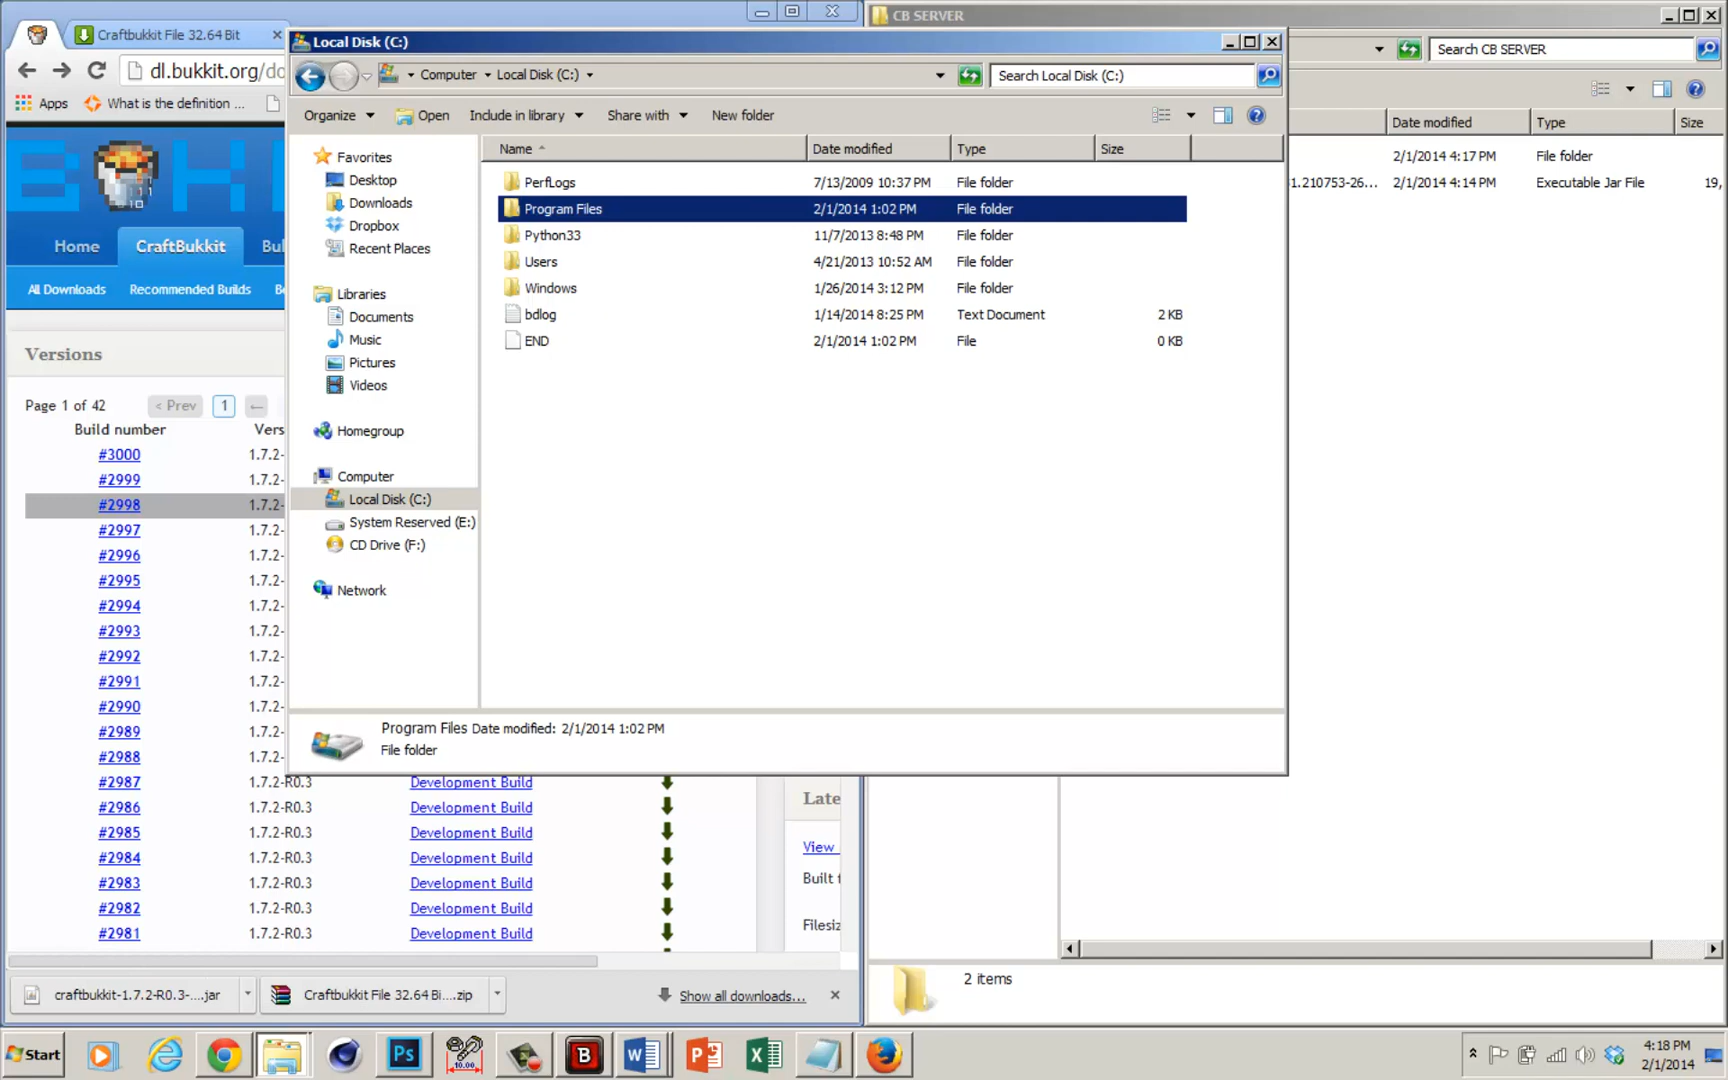 Craftbukkit File 32.64 Bit
dl.bukkit.org/do
Apps
What is the definition ...
Home
CraftBukkit
Bul
All Downloads
Recommended Builds
Be
Versions
Page 1 of 42
< Prev
1
←
Build number
Vers
#3000
1.7.2-
#2999
1.7.2-
#2998
1.7.2-
#2997
1.7.2-
#2996
1.7.2-
#2995
1.7.2-
#2994
1.7.2-
#2993
1.7.2-
#2992
1.7.2-
#2991
1.7.2-
#2990
1.7.2-
#2989
1.7.2-
#2988
1.7.2-
#2987
1.7.2-R0.3
Development Build
#2986
1.7.2-R0.3
Development Build
#2985
1.7.2-R0.3
Development Build
#2984
1.7.2-R0.3
Development Build
#2983
1.7.2-R0.3
Development Build
#2982
1.7.2-R0.3
Development Build
#2981
1.7.2-R0.3
Development Build
Late
View
Built f
Filesiz
craftbukkit-1.7.2-R0.3-....jar
Craftbukkit File 32.64 Bi....zip
Show all downloads...
Local Disk (C:)
Computer
Local Disk (C:)
Search Local Disk (C:)
Organize
Open
Include in library
Share with
New folder
Favorites
Desktop
Downloads
Dropbox
Recent Places
Libraries
Documents
Music
Pictures
Videos
Homegroup
Computer
Local Disk (C:)
System Reserved (E:)
CD Drive (F:)
Network
Name
Date modified
Type
Size
PerfLogs
7/13/2009 10:37 PM
File folder
Program Files
2/1/2014 1:02 PM
File folder
Python33
11/7/2013 8:48 PM
File folder
Users
4/21/2013 10:52 AM
File folder
Windows
1/26/2014 3:12 PM
File folder
bdlog
1/14/2014 8:25 PM
Text Document
2 KB
END
2/1/2014 1:02 PM
File
0 KB
Program Files Date modified: 2/1/2014 1:02 PM
File folder
CB SERVER
Search CB SERVER
Date modified
Type
Size
2/1/2014 4:17 PM
File folder
1.210753-26...
2/1/2014 4:14 PM
Executable Jar File
19,
2 items
Start
Ps
10.00
B
4:18 PM
2/1/2014